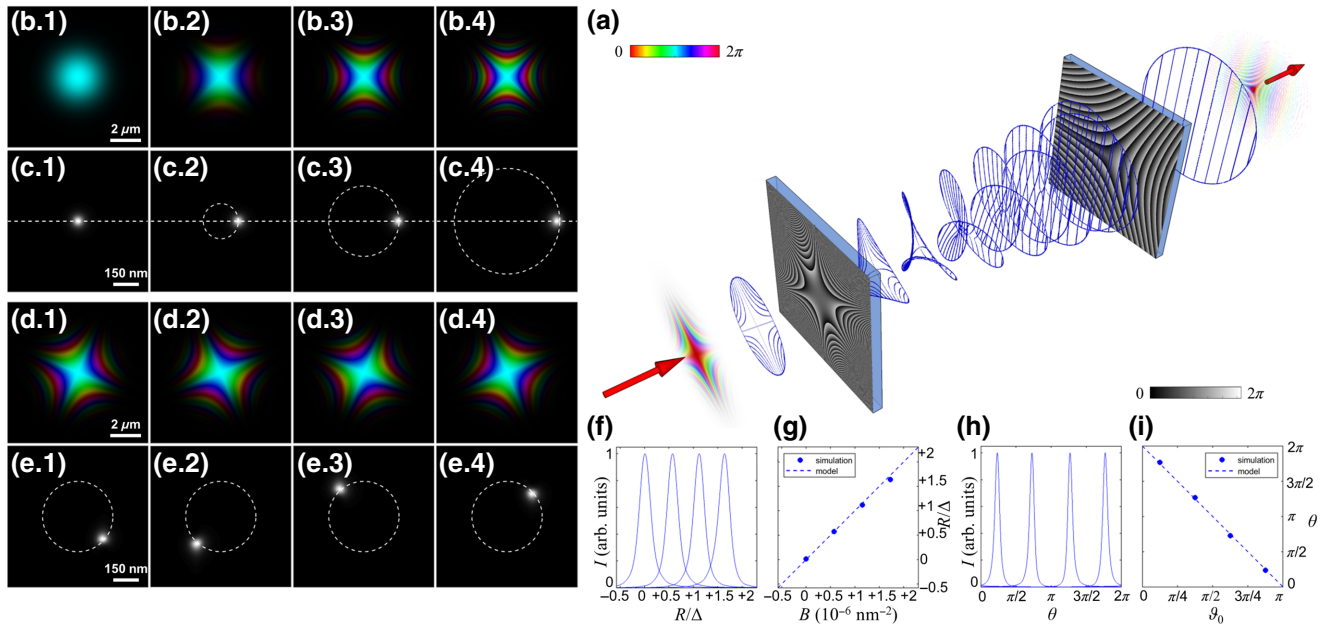 (b.1) (b.2) (b.3) (b.4)
2 μm
(c.1) (c.2) (c.3) (c.4)
150 nm
(d.1) (d.2) (d.3) (d.4)
2 μm
(e.1) (e.2) (e.3) (e.4)
150 nm
(a)
0 2π
0 2π
(f)
1
0
I (arb. units)
−0.5 0 +1 +1.5 +2
R/Δ
(g)
simulation
model
+2
+1.5
+1
+0.5
0
−0.5
R/Δ
−0.5 0 +1 +1.5 +2
B (10⁻⁶ nm⁻²)
(h)
1
0
I (arb. units)
0 π/2 π 3π/2 2π
θ
(i)
simulation
model
2π
3π/2
π
π/2
0
θ
0 π/4 π/2 3π/4 π
ϑ₀